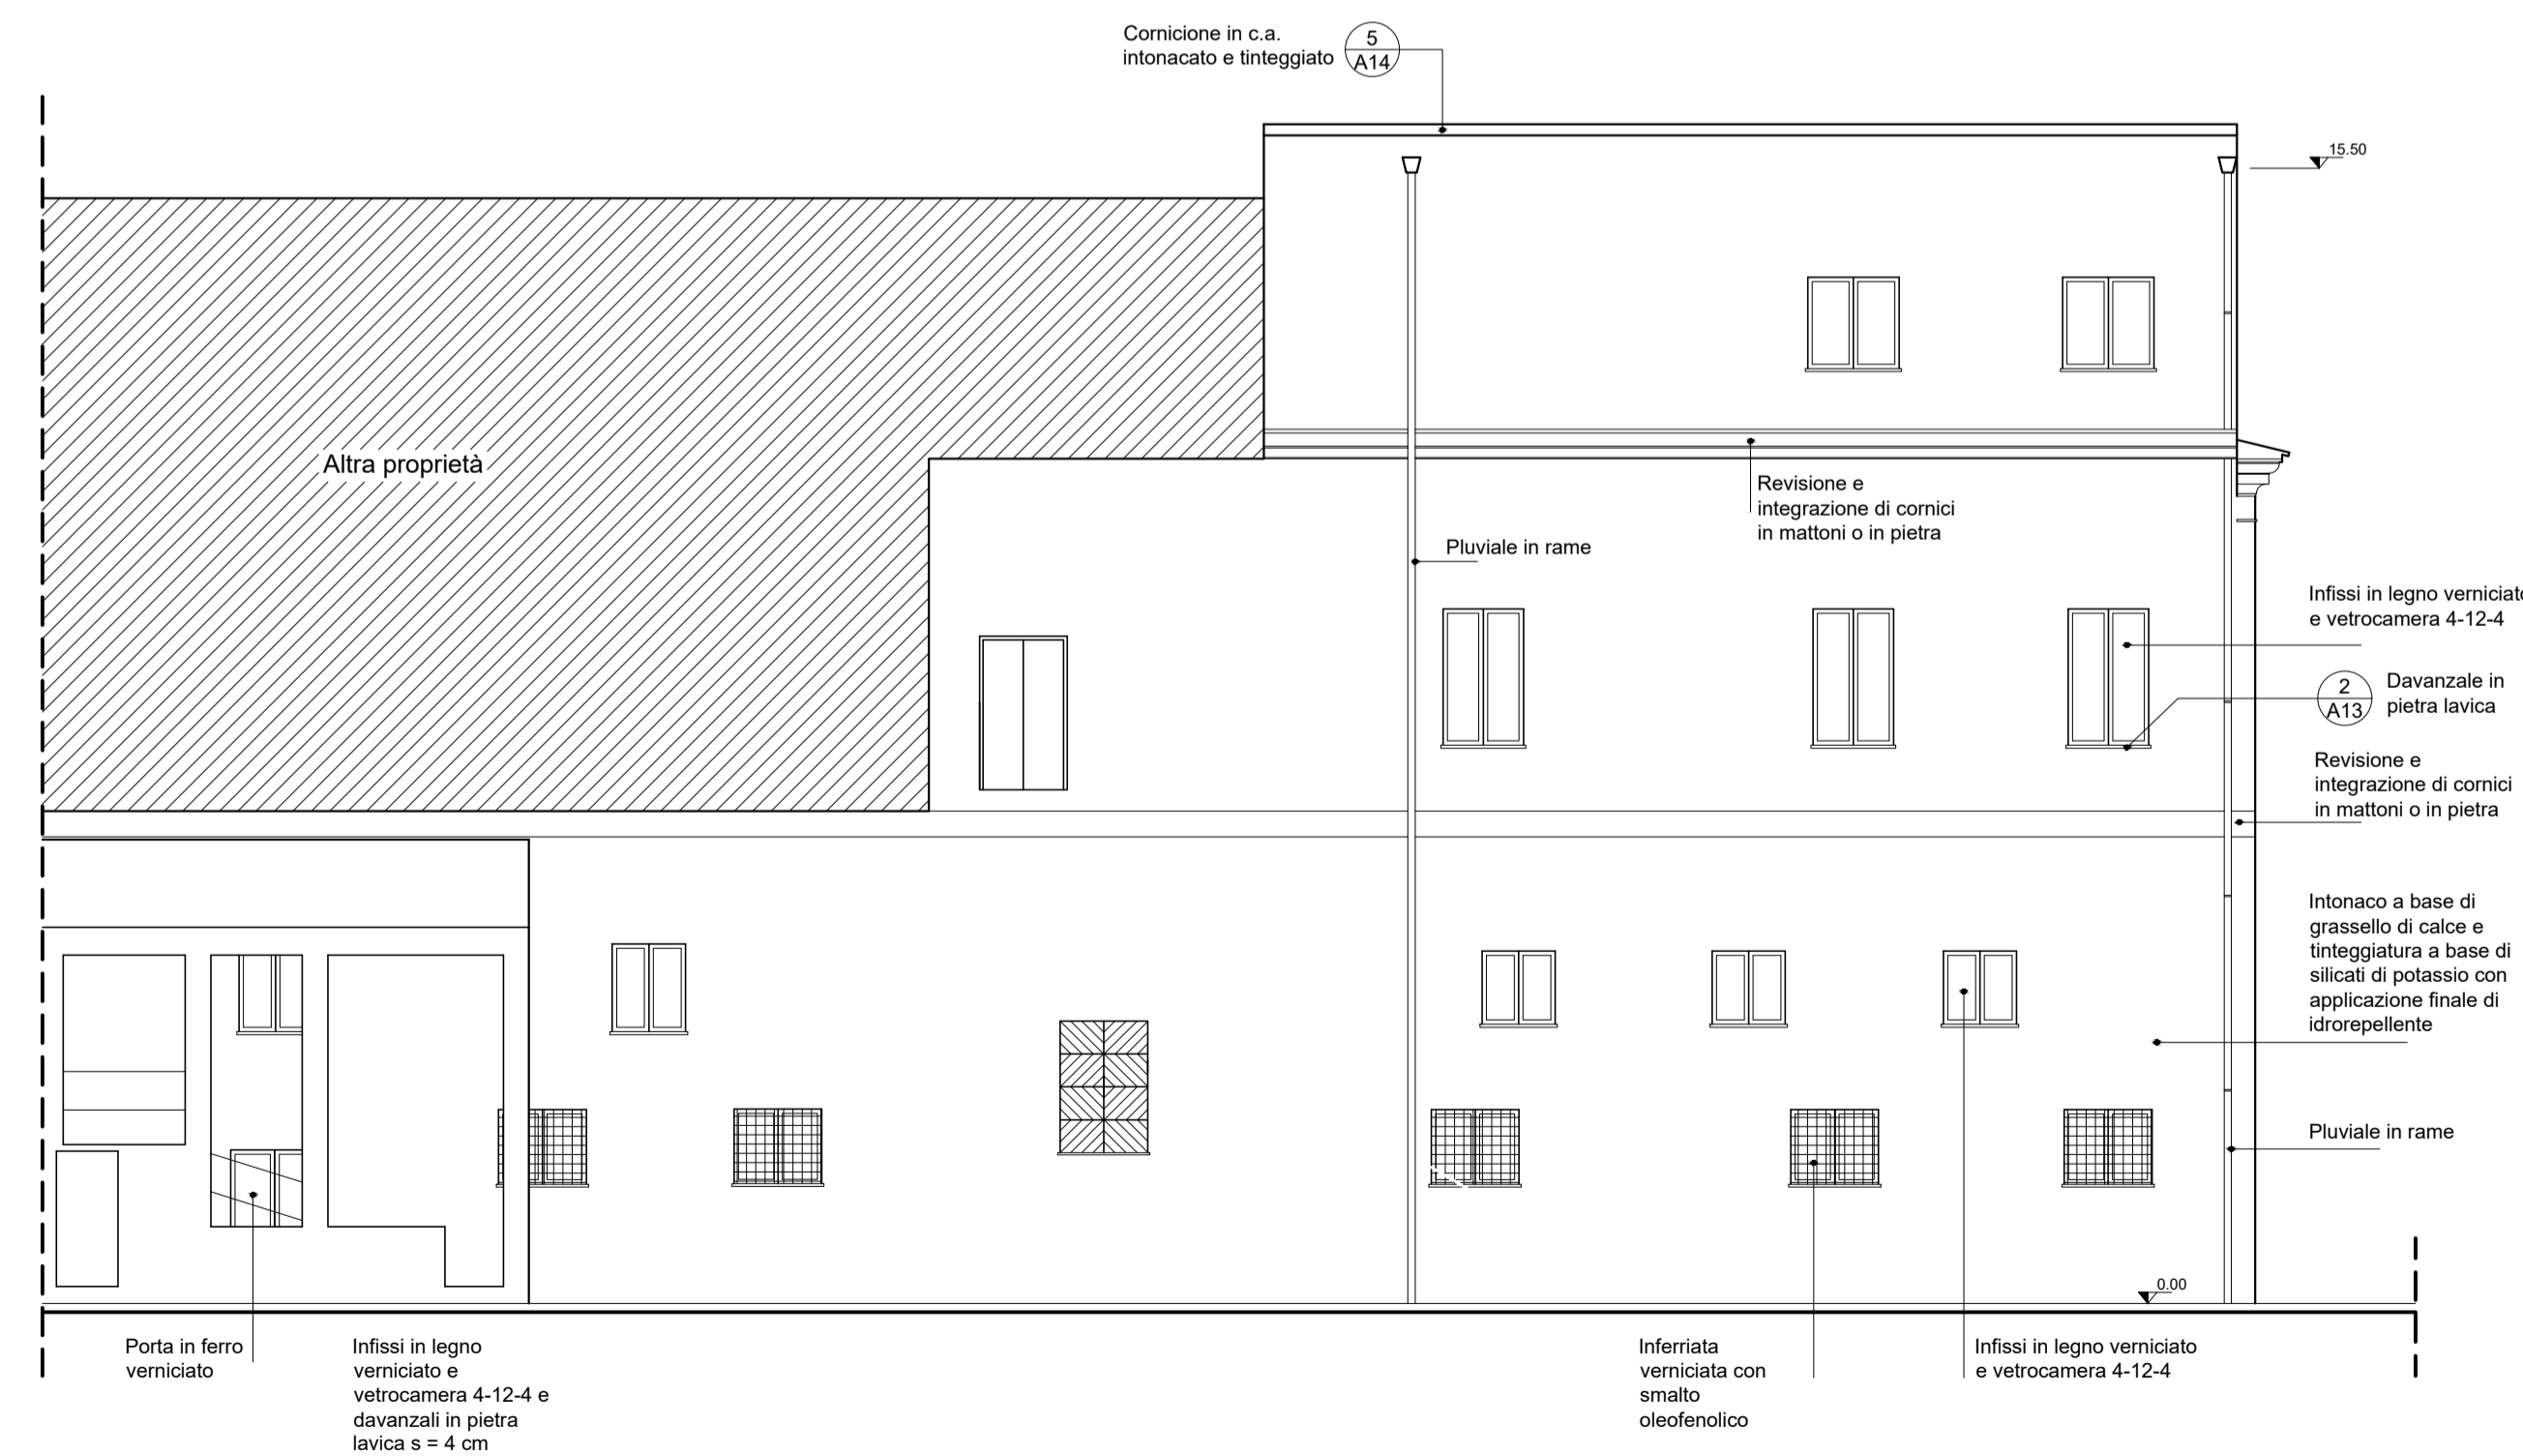 Cornicione in c.a.
intonacato e tinteggiato
5
A14
15.50
Altra proprietà
Revisione e
integrazione di cornici
in mattoni o in pietra
Pluviale in rame
Infissi in legno verniciato
e vetrocamera 4-12-4
2
A13
Davanzale in
pietra lavica
Revisione e
integrazione di cornici
in mattoni o in pietra
Intonaco a base di
grassello di calce e
tinteggiatura a base di
silicati di potassio con
applicazione finale di
idrorepellente
Pluviale in rame
0.00
Porta in ferro
verniciato
Infissi in legno
verniciato e
vetrocamera 4-12-4 e
davanzali in pietra
lavica s = 4 cm
Inferriata
verniciata con
smalto
oleofenolico
Infissi in legno verniciato
e vetrocamera 4-12-4